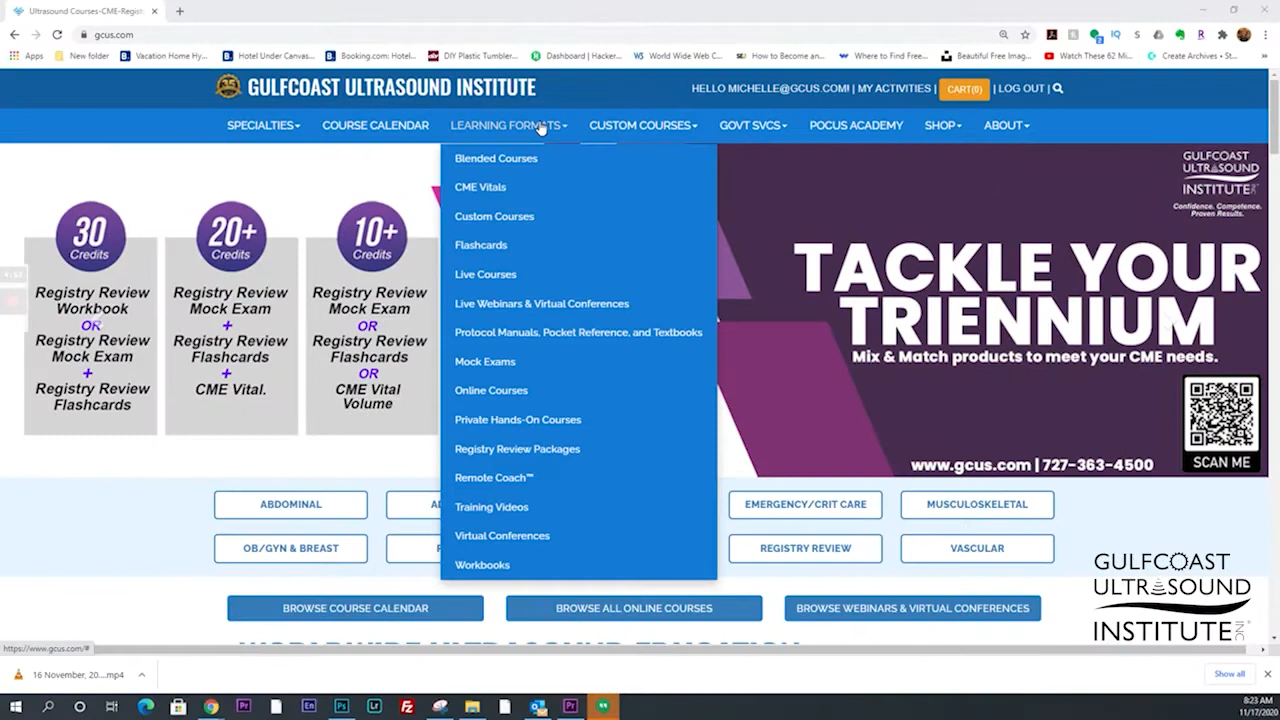 Ultrasound Courses-CME-Regist
gcus.com
Apps
New folder
Vacation Home Hy...
Hotel Under Canvas...
Booking.com: Hotel...
DIY Plastic Tumbler...
Dashboard | Hacker...
World Wide Web C...
How to Become an...
Where to Find Free...
Beautiful Free Imag...
Watch These 62 Mi...
Create Archives • St...
GULFCOAST ULTRASOUND INSTITUTE
HELLO MICHELLE@GCUS.COM! | MY ACTIVITIES | CART(0) | LOG OUT |
SPECIALTIES
COURSE CALENDAR
LEARNING FORMATS
CUSTOM COURSES
GOVT SVCS
POCUS ACADEMY
SHOP
ABOUT
Blended Courses
CME Vitals
Custom Courses
Flashcards
Live Courses
Live Webinars & Virtual Conferences
Protocol Manuals, Pocket Reference, and Textbooks
Mock Exams
Online Courses
Private Hands-On Courses
Registry Review Packages
Remote Coach™
Training Videos
Virtual Conferences
Workbooks
30
Credits
Registry Review
Workbook
OR
Registry Review
Mock Exam
+
Registry Review
Flashcards
20+
Credits
Registry Review
Mock Exam
+
Registry Review
Flashcards
+
CME Vital.
10+
Credits
Registry Review
Mock Exam
OR
Registry Review
Flashcards
OR
CME Vital
Volume
GULFCOAST
ULTRASOUND
INSTITUTE
Confidence. Competence.
Proven Results.
TACKLE YOUR
TRIENNIUM
Mix & Match products to meet your CME needs.
www.gcus.com | 727-363-4500
SCAN ME
ABDOMINAL
EMERGENCY/CRIT CARE
MUSCULOSKELETAL
OB/GYN & BREAST
REGISTRY REVIEW
VASCULAR
BROWSE COURSE CALENDAR
BROWSE ALL ONLINE COURSES
BROWSE WEBINARS & VIRTUAL CONFERENCES
GULFCOAST
ULTRASOUND
INSTITUTE INC
https://www.gcus.com/#
16 November, 20....mp4
Show all
8:23 AM
11/17/2020